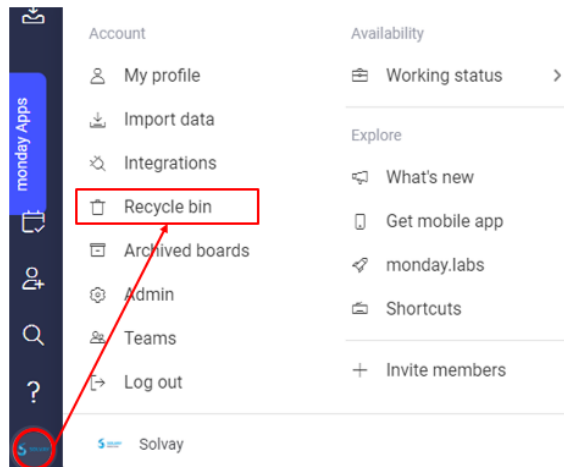 monday Apps
?
Account
My profile
Import data
Integrations
Recycle bin
Archived boards
Admin
Teams
Log out
Solvay
Availability
Working status
Explore
What's new
Get mobile app
monday.labs
Shortcuts
Invite members